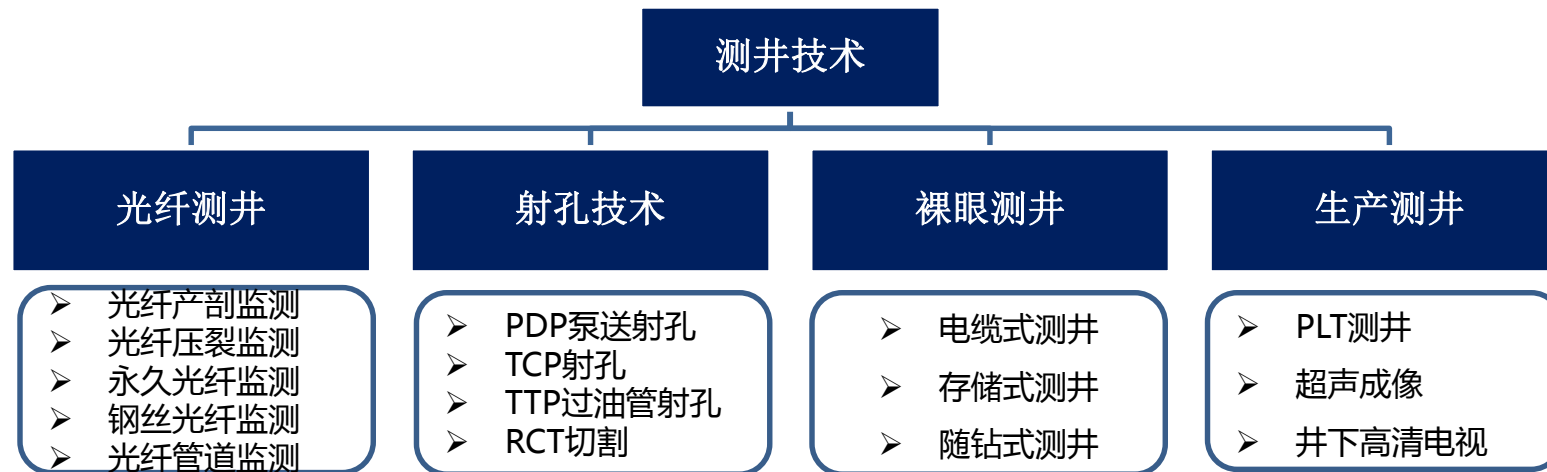 测井技术
光纤测井
射孔技术
裸眼测井
生产测井
➢ 光纤产剖监测
➢ 光纤压裂监测
➢ 永久光纤监测
➢ 钢丝光纤监测
➢ 光纤管道监测
➢ PDP泵送射孔
➢ TCP射孔
➢ TTP过油管射孔
➢ RCT切割
➢ 电缆式测井
➢ 存储式测井
➢ 随钻式测井
➢ PLT测井
➢ 超声成像
➢ 井下高清电视